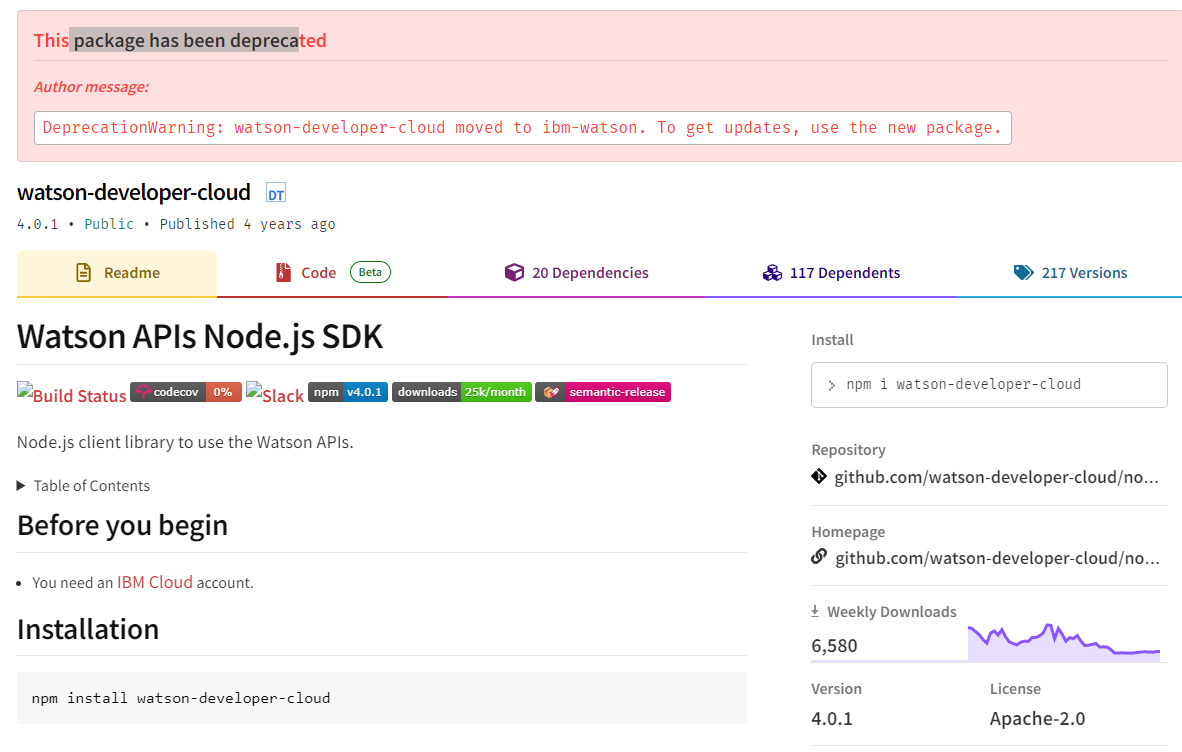 This package has been deprecated
Author message:
DeprecationWarning: watson-developer-cloud moved to ibm-watson. To get updates, use the new package.
watson-developer-cloud DT
4.0.1 • Public • Published 4 years ago
Readme
Code Beta
20 Dependencies
117 Dependents
217 Versions
Watson APIs Node.js SDK
Build Status codecov 0% Slack npm v4.0.1 downloads 25k/month semantic-release
Node.js client library to use the Watson APIs.
Table of Contents
Before you begin
• You need an IBM Cloud account.
Installation
npm install watson-developer-cloud
Install
> npm i watson-developer-cloud
Repository
github.com/watson-developer-cloud/no...
Homepage
github.com/watson-developer-cloud/no...
Weekly Downloads
6,580
Version
4.0.1
License
Apache-2.0